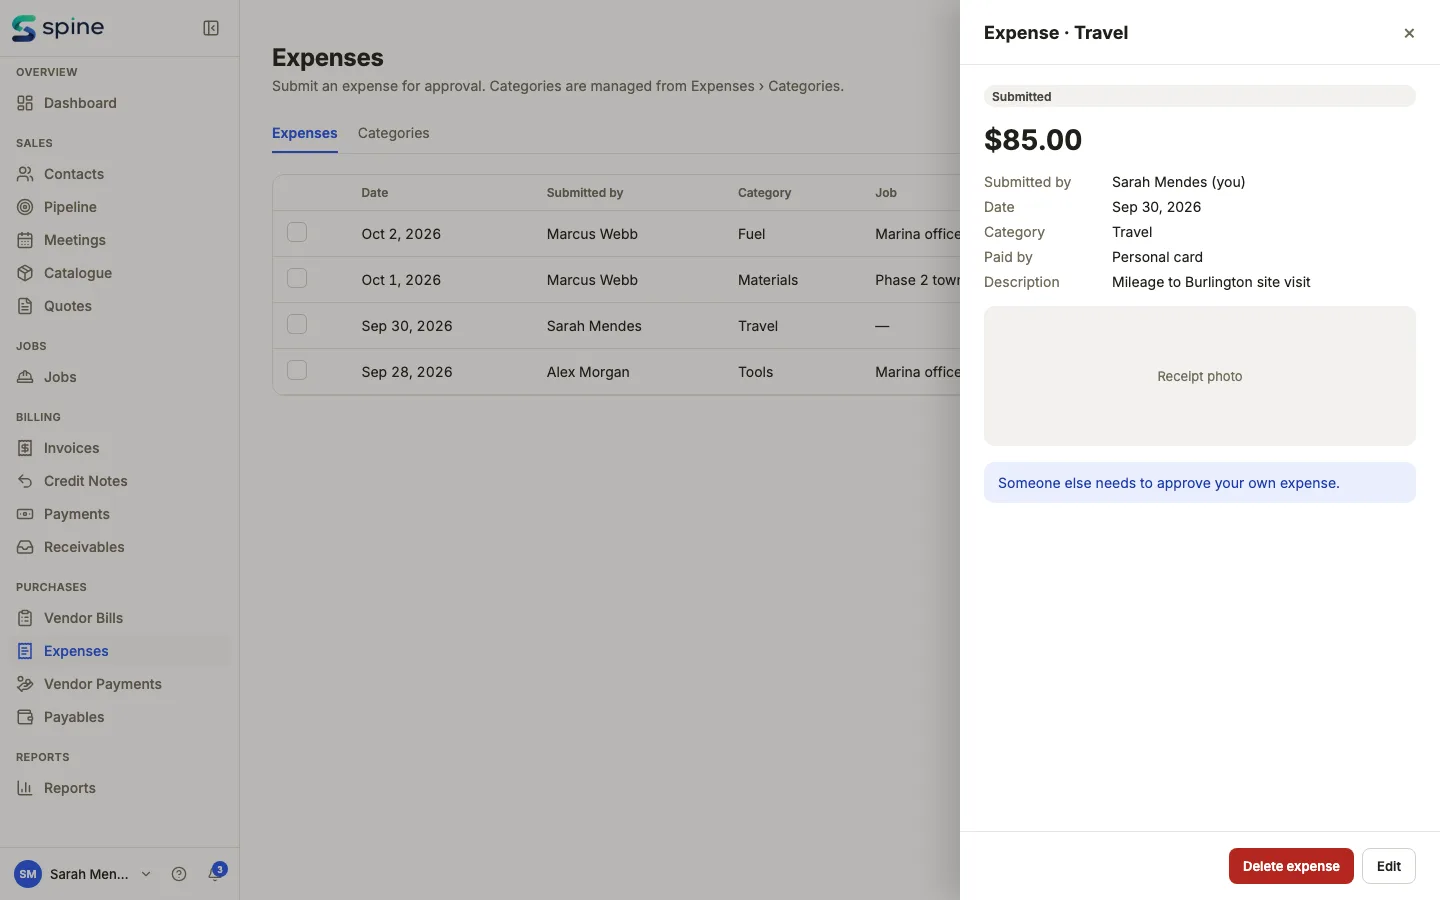 spine
OVERVIEW
Dashboard
SALES
Contacts
Pipeline
Meetings
Catalogue
Quotes
JOBS
Jobs
BILLING
Invoices
Credit Notes
Payments
Receivables
PURCHASES
Vendor Bills
Expenses
Vendor Payments
Payables
REPORTS
Reports
SM Sarah Men... 3
Expenses
Submit an expense for approval. Categories are managed from Expenses › Categories.
Expenses Categories
Date Submitted by Category Job
Oct 2, 2026 Marcus Webb Fuel Marina office
Oct 1, 2026 Marcus Webb Materials Phase 2 town
Sep 30, 2026 Sarah Mendes Travel —
Sep 28, 2026 Alex Morgan Tools Marina office
Expense · Travel
Submitted
$85.00
Submitted by Sarah Mendes (you)
Date Sep 30, 2026
Category Travel
Paid by Personal card
Description Mileage to Burlington site visit
Receipt photo
Someone else needs to approve your own expense.
Delete expense Edit